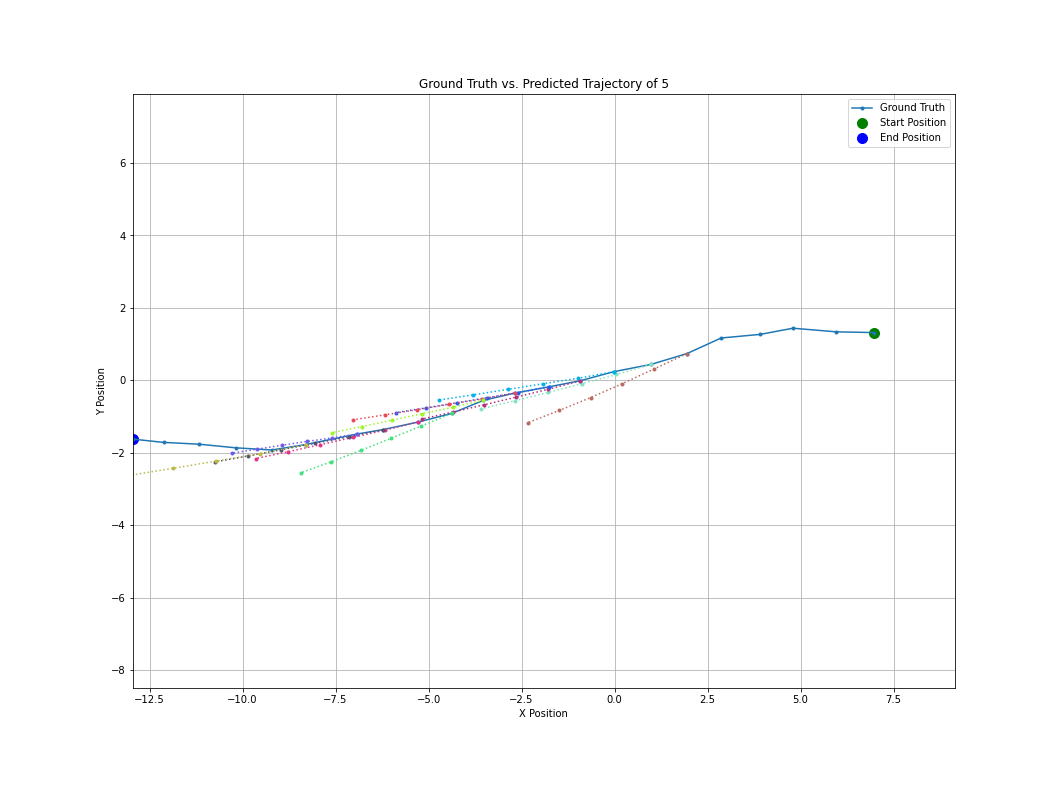 Ground Truth vs. Predicted Trajectory of 5
Ground Truth
Start Position
End Position
6
4
2
0
−2
−4
−6
−8
Y Position
−12.5 −10.0 −7.5 −5.0 −2.5 0.0 2.5 5.0 7.5
X Position